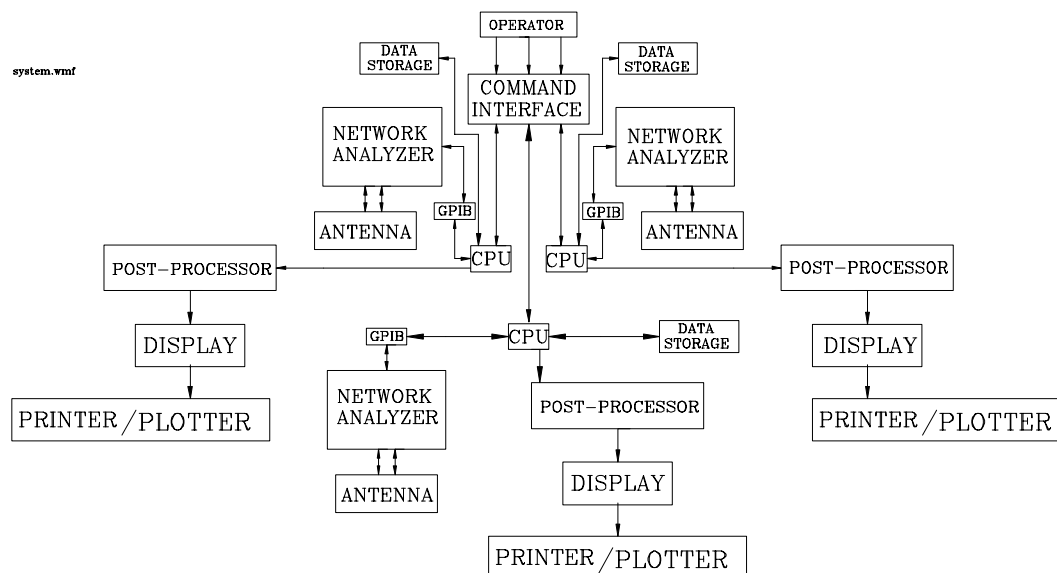 OPERATOR
DATA
STORAGE
DATA
STORAGE
system.wmf
COMMAND
INTERFACE
NETWORK
ANALYZER
NETWORK
ANALYZER
GPIB
GPIB
ANTENNA
ANTENNA
CPU
CPU
POST-PROCESSOR
POST-PROCESSOR
DISPLAY
GPIB
CPU
DATA
STORAGE
DISPLAY
PRINTER/PLOTTER
NETWORK
ANALYZER
POST-PROCESSOR
PRINTER/PLOTTER
ANTENNA
DISPLAY
PRINTER/PLOTTER